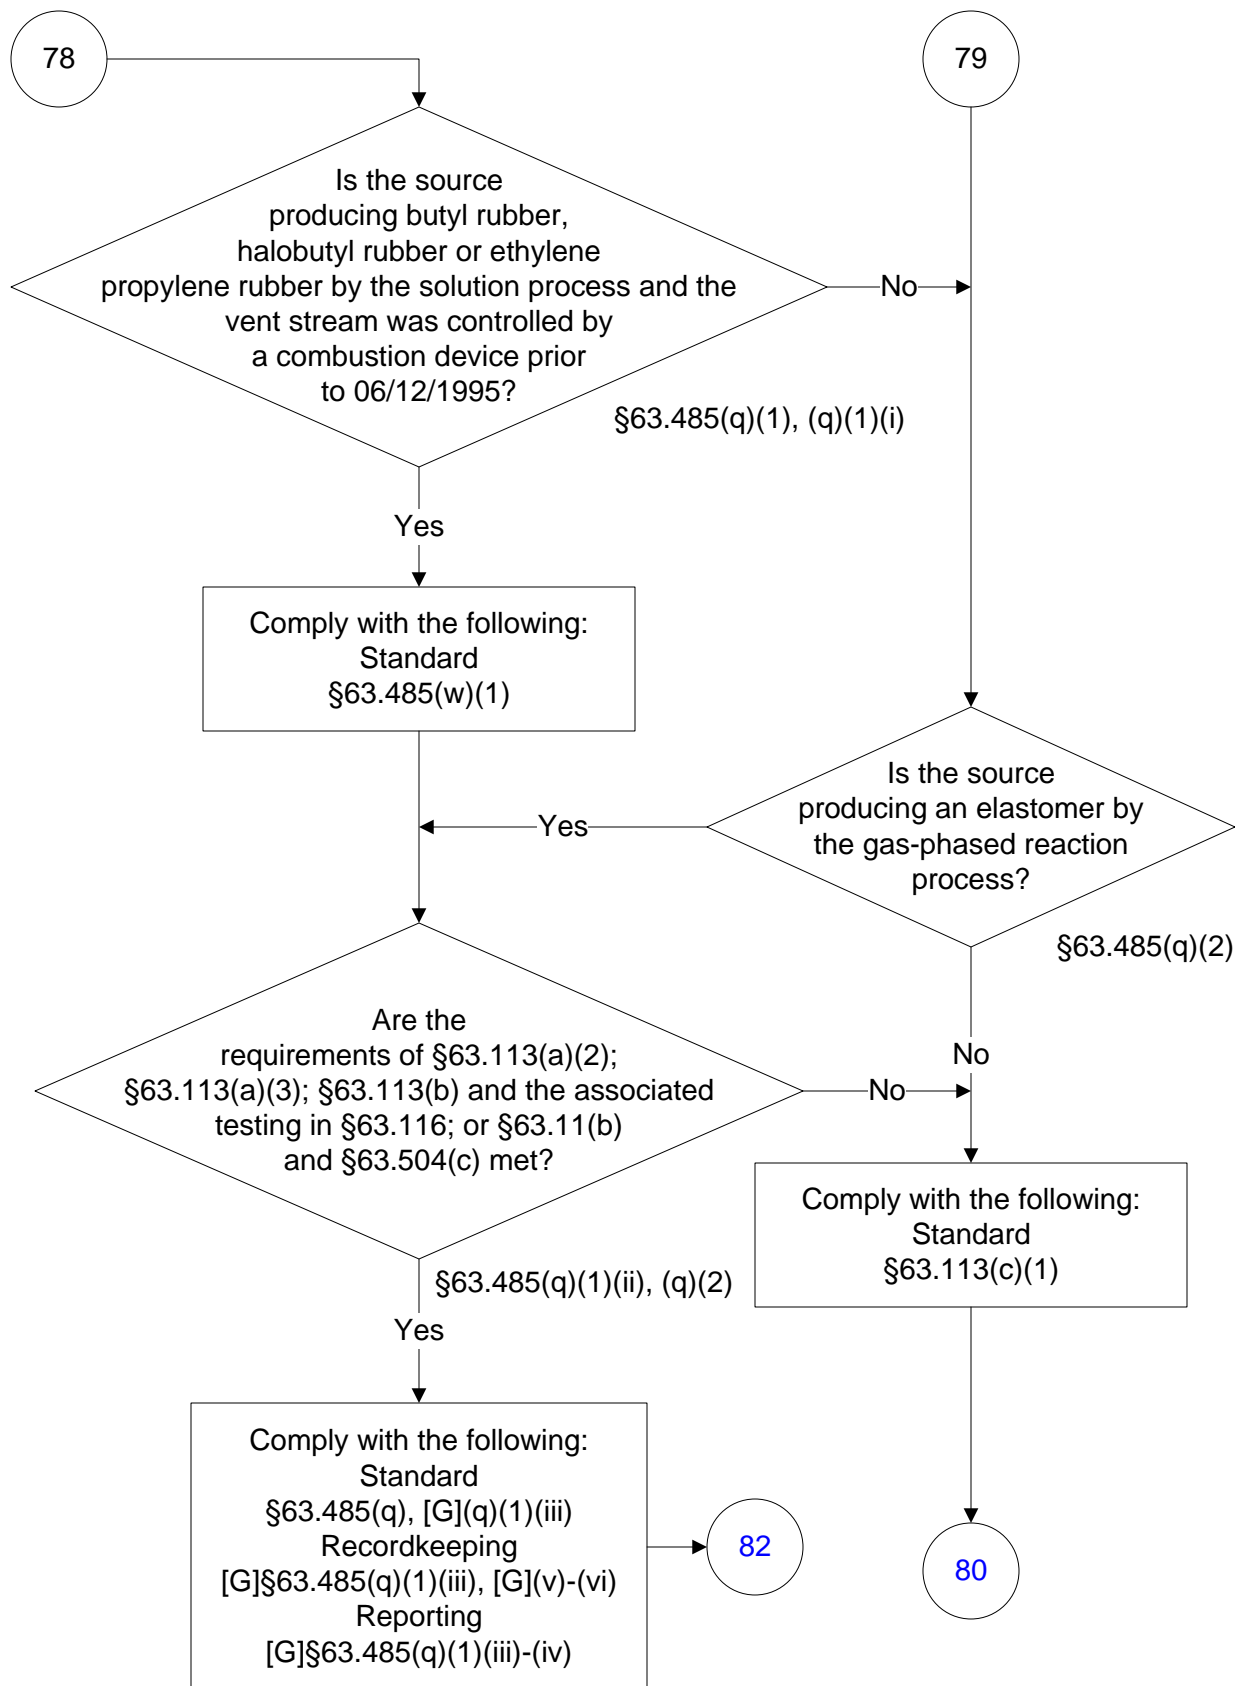 78
79
Is the source
producing butyl rubber,
halobutyl rubber or ethylene
propylene rubber by the solution process and the
vent stream was controlled by
a combustion device prior
to 06/12/1995?
No
§63.485(q)(1), (q)(1)(i)
Yes
Comply with the following:
Standard
§63.485(w)(1)
Is the source
producing an elastomer by
the gas-phased reaction
process?
Yes
§63.485(q)(2)
No
Are the
requirements of §63.113(a)(2);
§63.113(a)(3); §63.113(b) and the associated
testing in §63.116; or §63.11(b)
and §63.504(c) met?
No
§63.485(q)(1)(ii), (q)(2)
Yes
Comply with the following:
Standard
§63.113(c)(1)
Comply with the following:
Standard
§63.485(q), [G](q)(1)(iii)
Recordkeeping
[G]§63.485(q)(1)(iii), [G](v)-(vi)
Reporting
[G]§63.485(q)(1)(iii)-(iv)
82
80